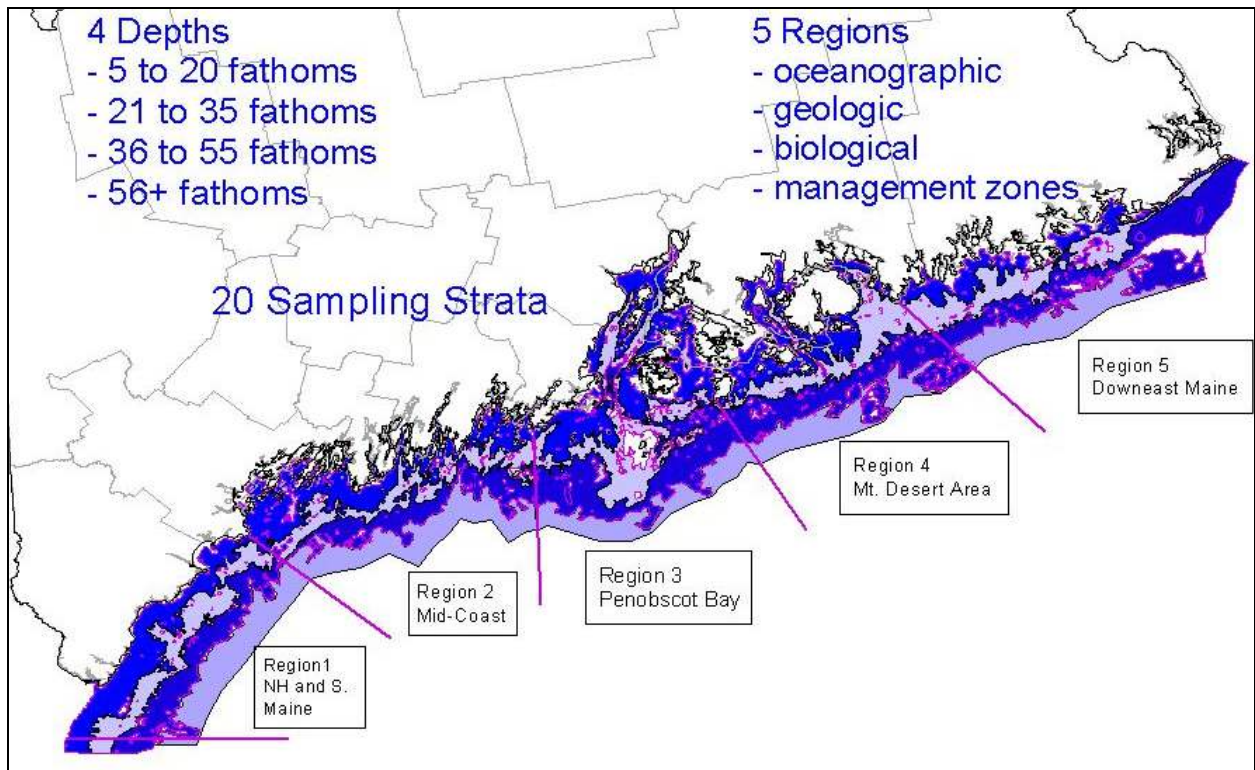 4 Depths
- 5 to 20 fathoms
- 21 to 35 fathoms
- 36 to 55 fathoms
- 56+ fathoms
5 Regions
- oceanographic
- geologic
- biological
- management zones
20 Sampling Strata
Region 5
Downeast Maine
Region 4
Mt. Desert Area
Region 3
Penobscot Bay
Region 2
Mid-Coast
Region1
NH and S.
Maine